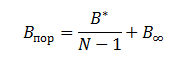 B_пор = B* / (N − 1) + B_∞